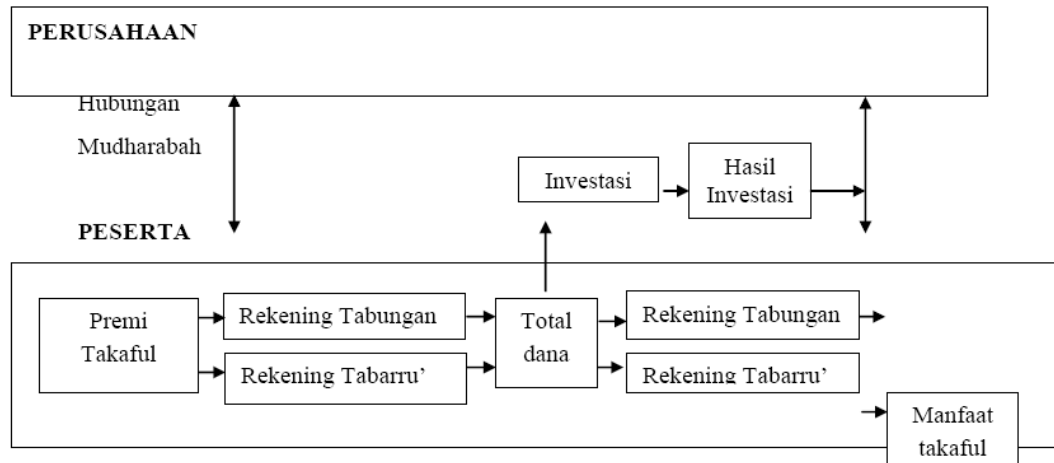 PERUSAHAAN
Hubungan
Mudharabah
Investasi
Hasil
Investasi
PESERTA
Premi
Takaful
Rekening Tabungan
Rekening Tabarru’
Total
dana
Rekening Tabungan
Rekening Tabarru’
Manfaat
takaful